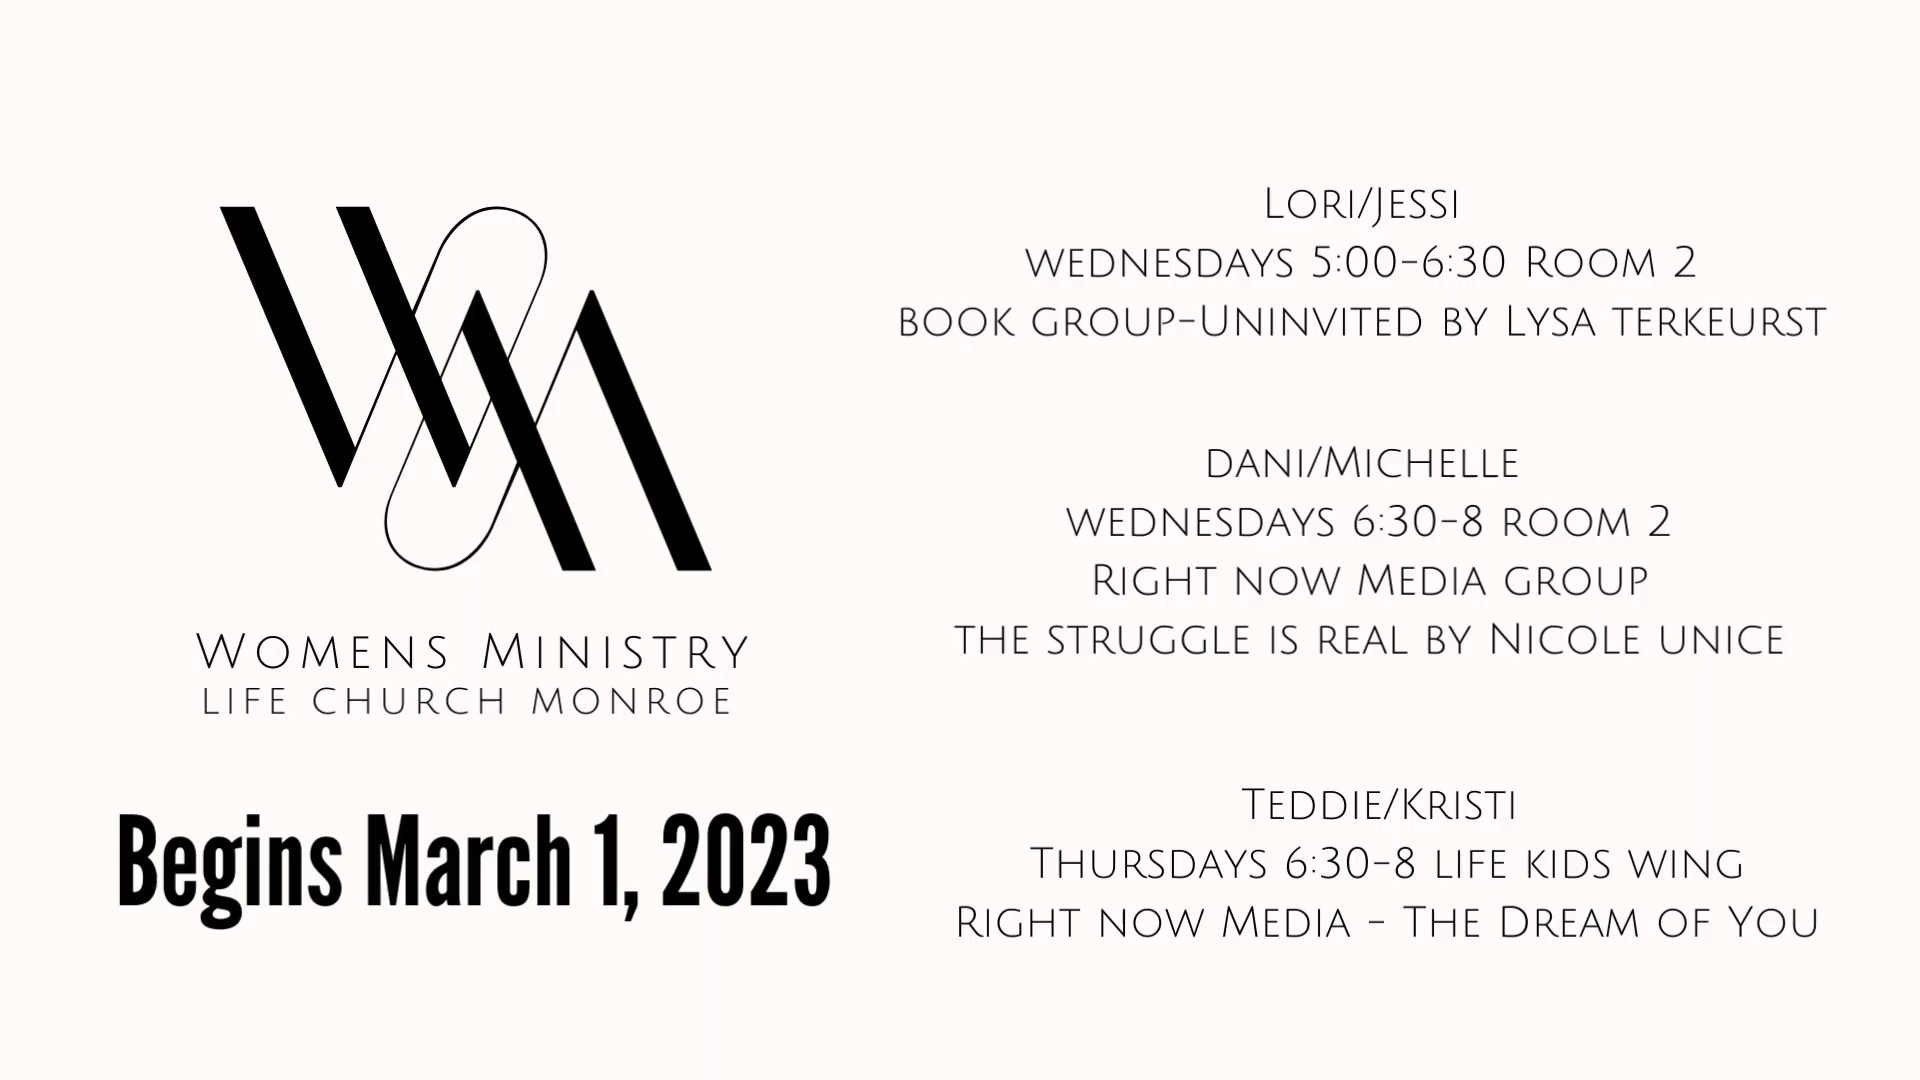 WM
Womens Ministry
LIFE CHURCH MONROE
Begins March 1, 2023
Lori/Jessi
wednesdays 5:00-6:30 Room 2
book group-Uninvited by Lysa terkeurst
dani/Michelle
wednesdays 6:30-8 room 2
Right now Media group
the struggle is real by Nicole unice
Teddie/Kristi
Thursdays 6:30-8 life kids wing
Right now Media - The Dream of You